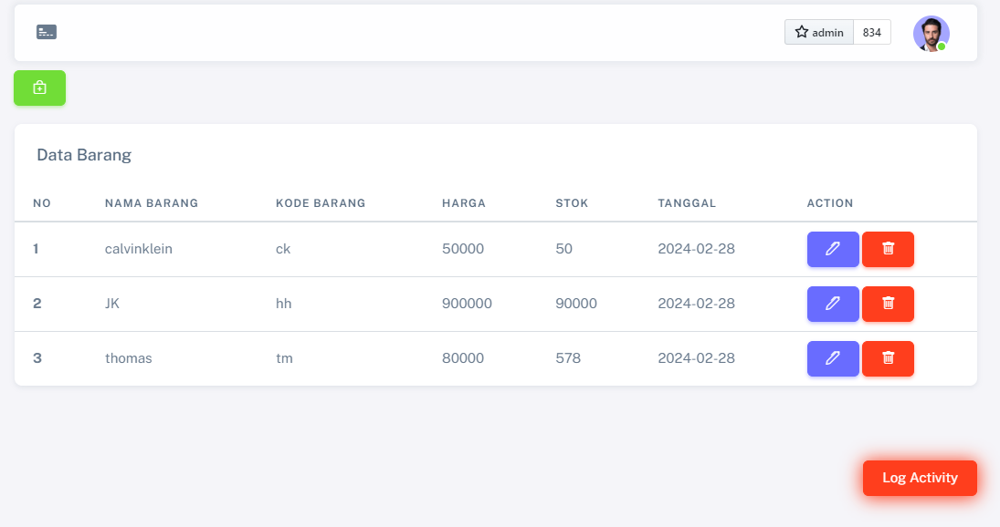 admin 834
Data Barang
NO NAMA BARANG KODE BARANG HARGA STOK TANGGAL ACTION
1 calvinklein ck 50000 50 2024-02-28
2 JK hh 900000 90000 2024-02-28
3 thomas tm 80000 578 2024-02-28
Log Activity